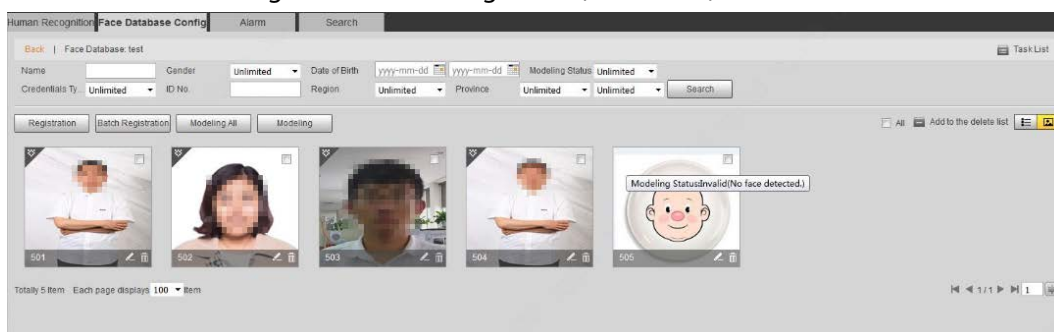 Human Recognition Face Database Config Alarm Search
Back | Face Database: test Task List
Name Gender Unlimited Date of Birth yyyy-mm-dd yyyy-mm-dd Modeling Status Unlimited
Credentials Ty... Unlimited ID No. Region Unlimited Province Unlimited Unlimited Search
Registration Batch Registration Modeling All Modeling All Add to the delete list
Modeling Status:Invalid(No face detected.)
501 502 503 504 505
Totally 5 Item Each page displays 100 Item 1/1 1